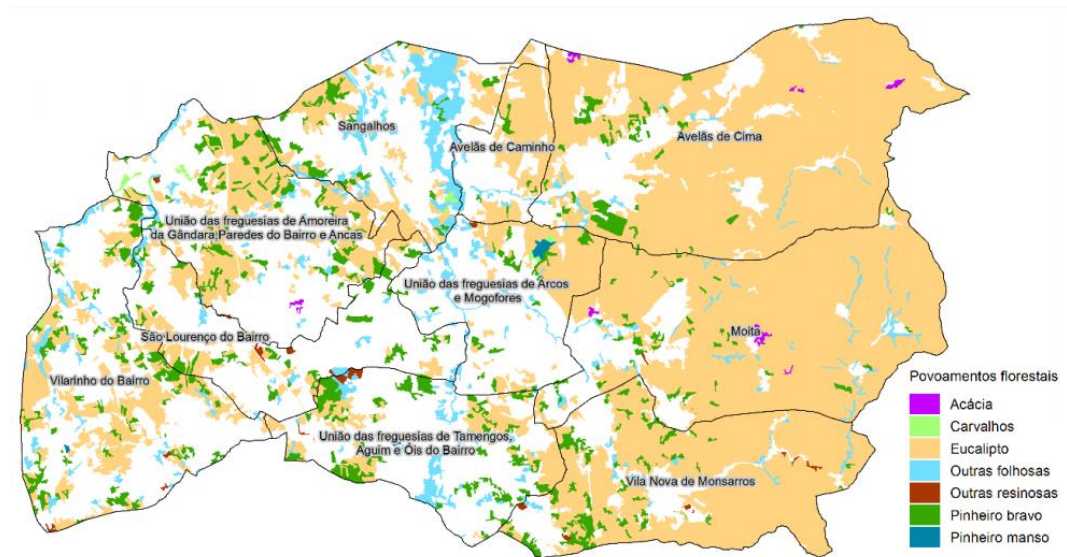 Sangalhos
Avelãs de Caminho
Avelãs de Cima
União das freguesias de Amoreira
da Gândara,Paredes do Bairro e Ancas
União das freguesias de Arcos
e Mogofores
Moita
São Lourenço do Bairro
Vilarinho do Bairro
União das freguesias de Tamengos,
Aguim e Óis do Bairro
Vila Nova de Monsarros
Povoamentos florestais
Acácia
Carvalhos
Eucalipto
Outras folhosas
Outras resinosas
Pinheiro bravo
Pinheiro manso